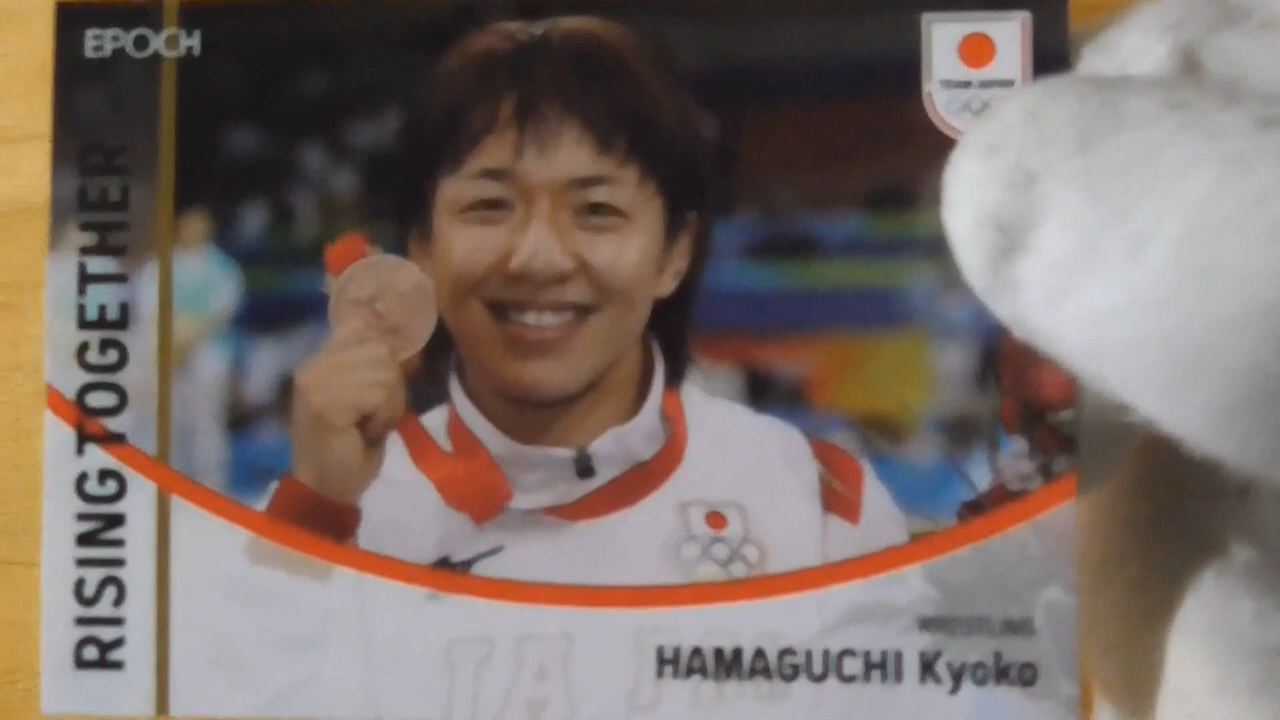 EPOCH
TEAM JAPAN
RISING TOGETHER
WRESTLING
HAMAGUCHI Kyoko